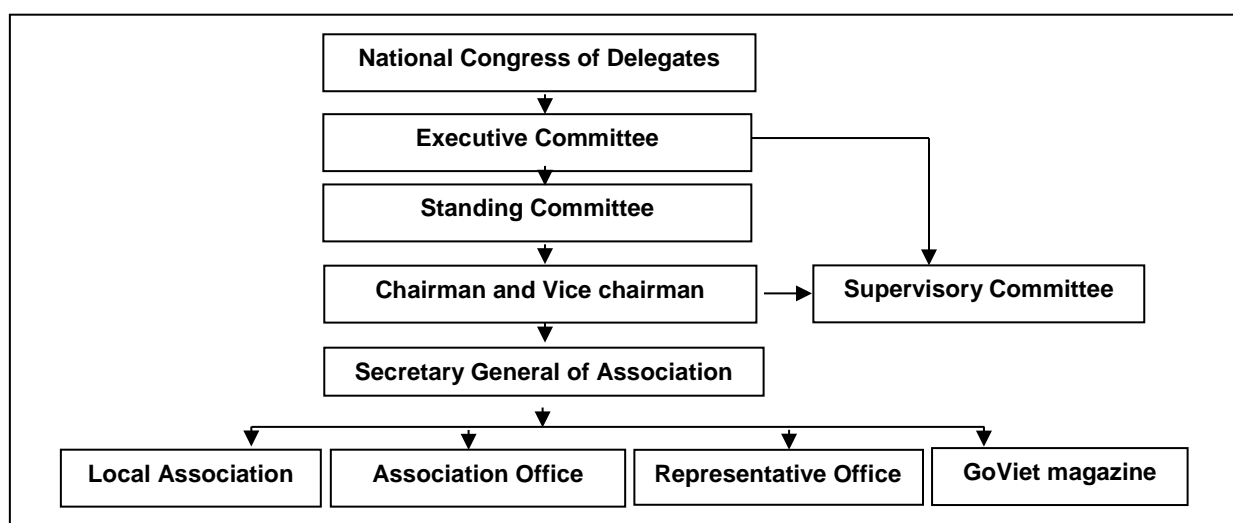 National Congress of Delegates
Executive Committee
Standing Committee
Chairman and Vice chairman
Supervisory Committee
Secretary General of Association
Local Association
Association Office
Representative Office
GoViet magazine